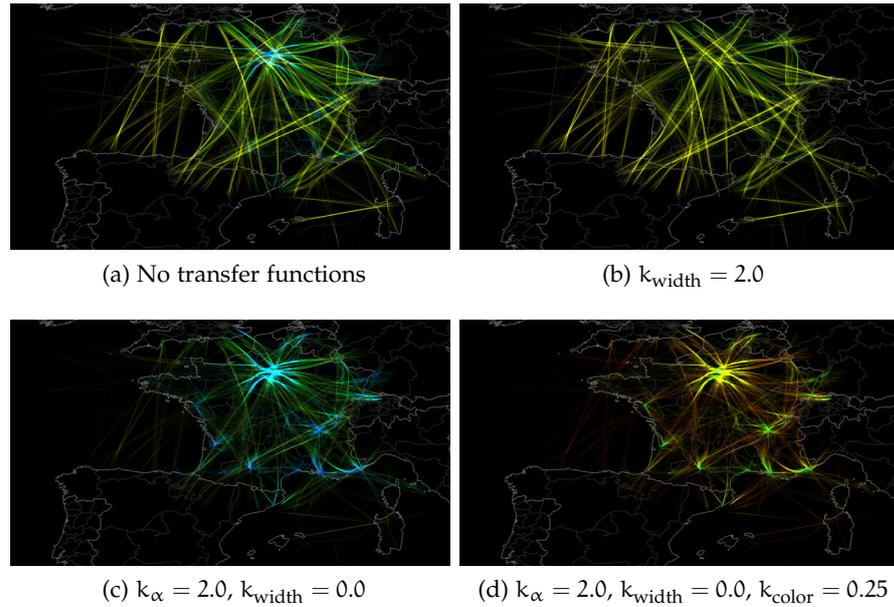 (a) No transfer functions
(b) k_width = 2.0
(c) k_α = 2.0, k_width = 0.0
(d) k_α = 2.0, k_width = 0.0, k_color = 0.25